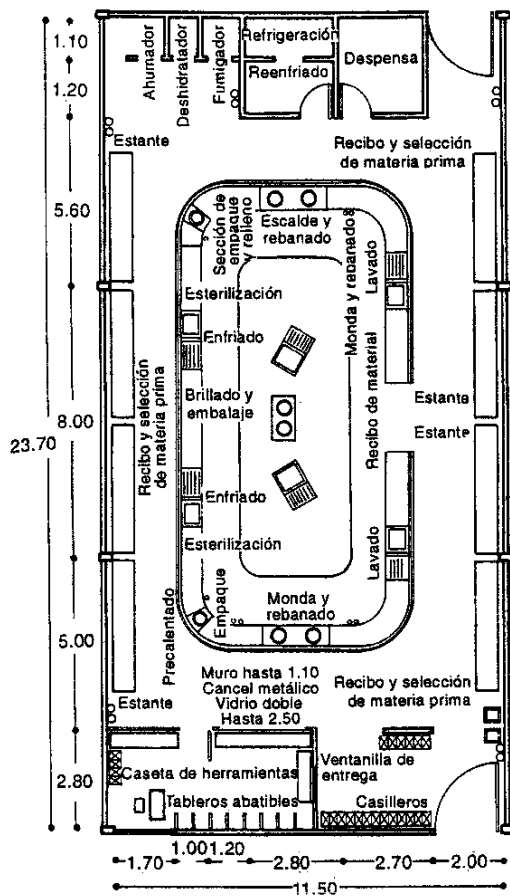 1.10
1.20
5.60
8.00
23.70
5.00
2.80
Ahumador
Deshidratador
Fumigador
Refrigeración
Reenfriado
Despensa
Estante
Recibo y selección
de materia prima
Sección de
empaque
y relleno
Escalde y
rebanado
Monda y rebanado
Lavado
Esterilización
Enfriado
Recibo y selección
de materia prima
Brillado y
embalaje
Recibo de material
Estante
Estante
Enfriado
Esterilización
Lavado
Precalentado
Empaque
Monda y
rebanado
Muro hasta 1.10
Cancel metálico
Vidrio doble
Hasta 2.50
Recibo y selección
de materia prima
Estante
Caseta de herramientas
Ventanilla de
entrega
Tableros abatibles
Casilleros
1.70
1.00
1.20
2.80
2.70
2.00
11.50